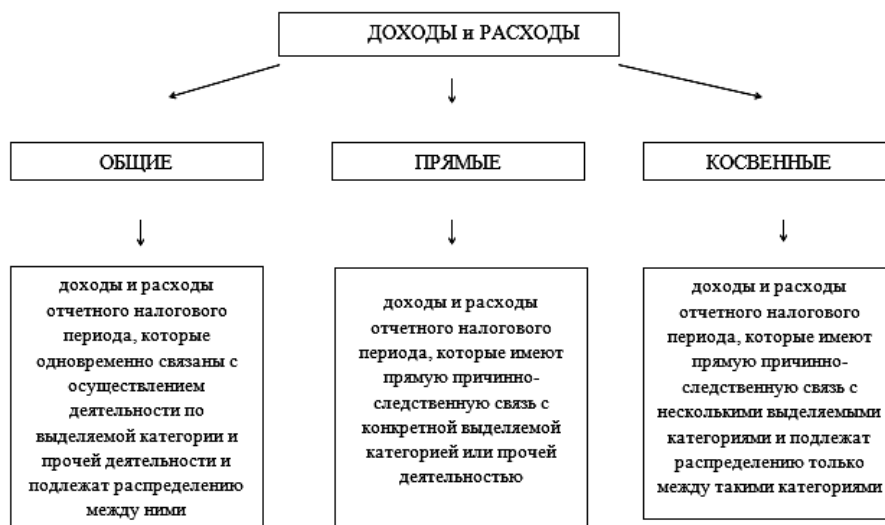 ДОХОДЫ и РАСХОДЫ
ОБЩИЕ
ПРЯМЫЕ
КОСВЕННЫЕ
доходы и расходы
отчетного налогового
периода, которые
одновременно связаны с
осуществлением
деятельности по
выделяемой категории и
прочей деятельности и
подлежат распределению
между ними
доходы и расходы
отчетного налогового
периода, которые имеют
прямую причинно-
следственную связь с
конкретной выделяемой
категорией или прочей
деятельностью
доходы и расходы
отчетного налогового
периода, которые имеют
прямую причинно-
следственную связь с
несколькими выделяемыми
категориями и подлежат
распределению только
между такими категориями